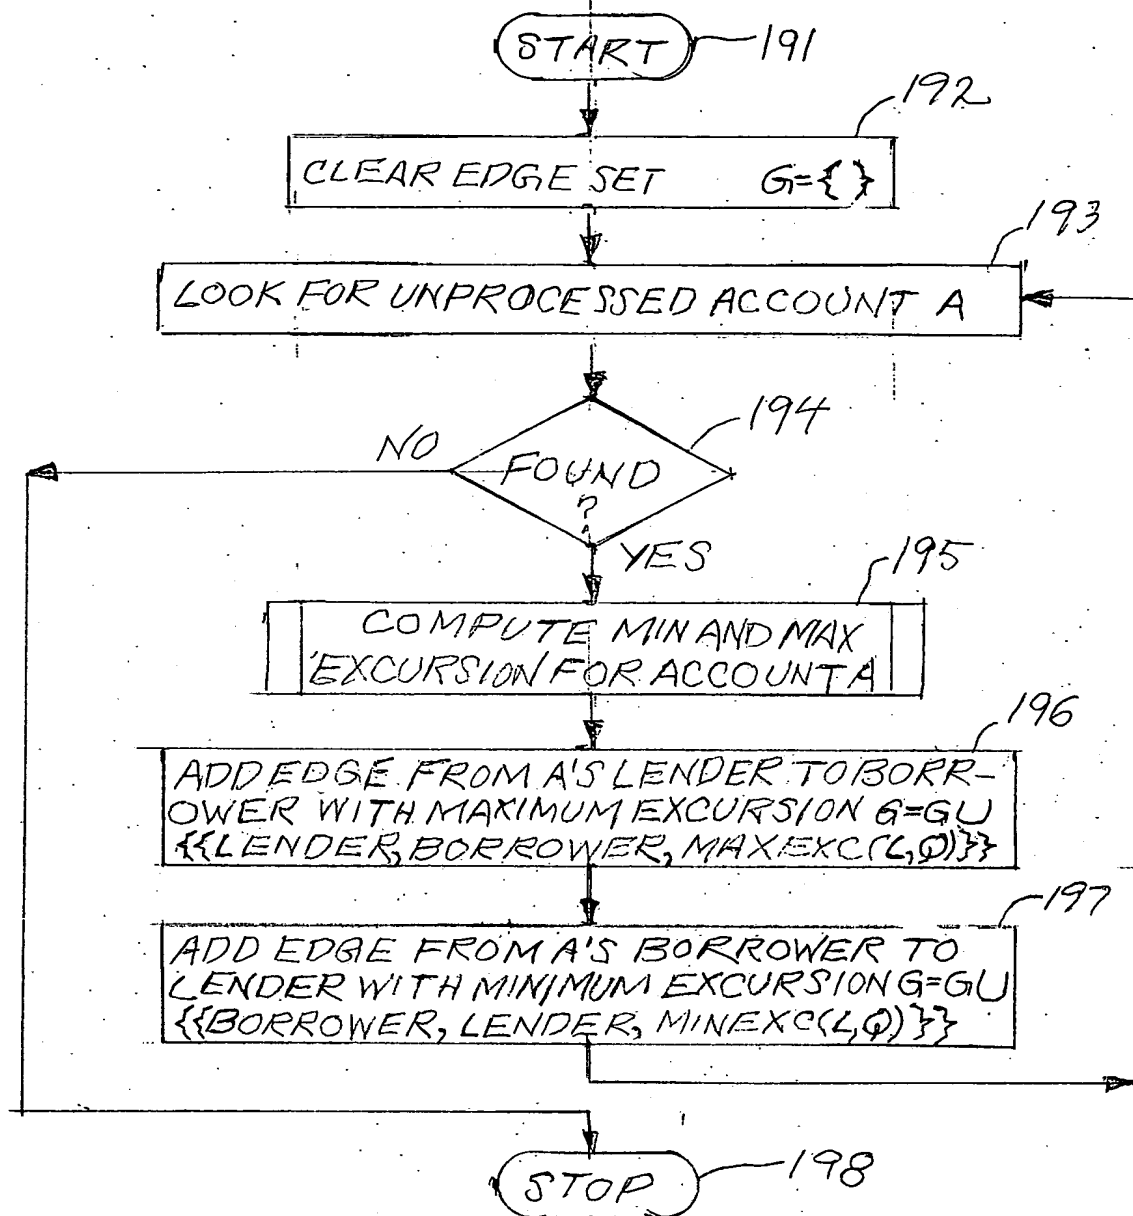 START 191
192
CLEAR EDGE SET G={ }
193
LOOK FOR UNPROCESSED ACCOUNT A
194
NO
FOUND
?
YES
195
COMPUTE MIN AND MAX
EXCURSION FOR ACCOUNT A
196
ADD EDGE FROM A'S LENDER TO BORR-
OWER WITH MAXIMUM EXCURSION G=GU
{{LENDER, BORROWER, MAXEXC(L,Q)}}
197
ADD EDGE FROM A'S BORROWER TO
LENDER WITH MINIMUM EXCURSION G=GU
{{BORROWER, LENDER, MINEXC(L,Q)}}
STOP 198